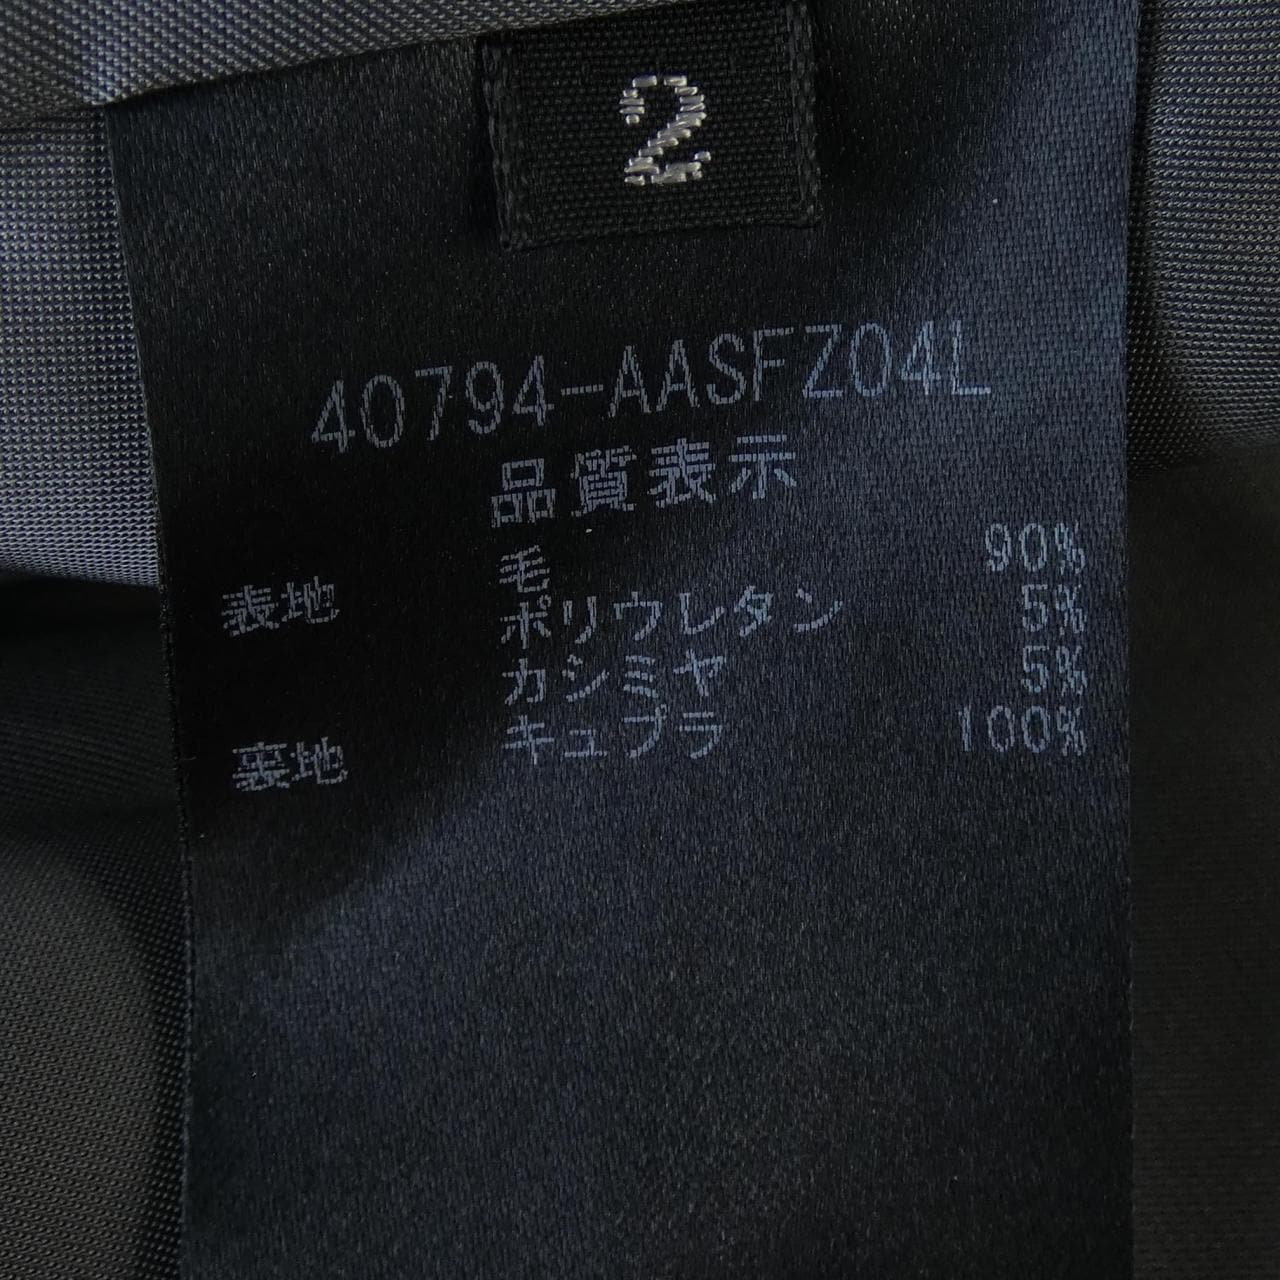 2
40794-AASFZ04L
品質表示
表地 毛 90%
ポリウレタン 5%
カシミヤ 5%
裏地 キュプラ 100%